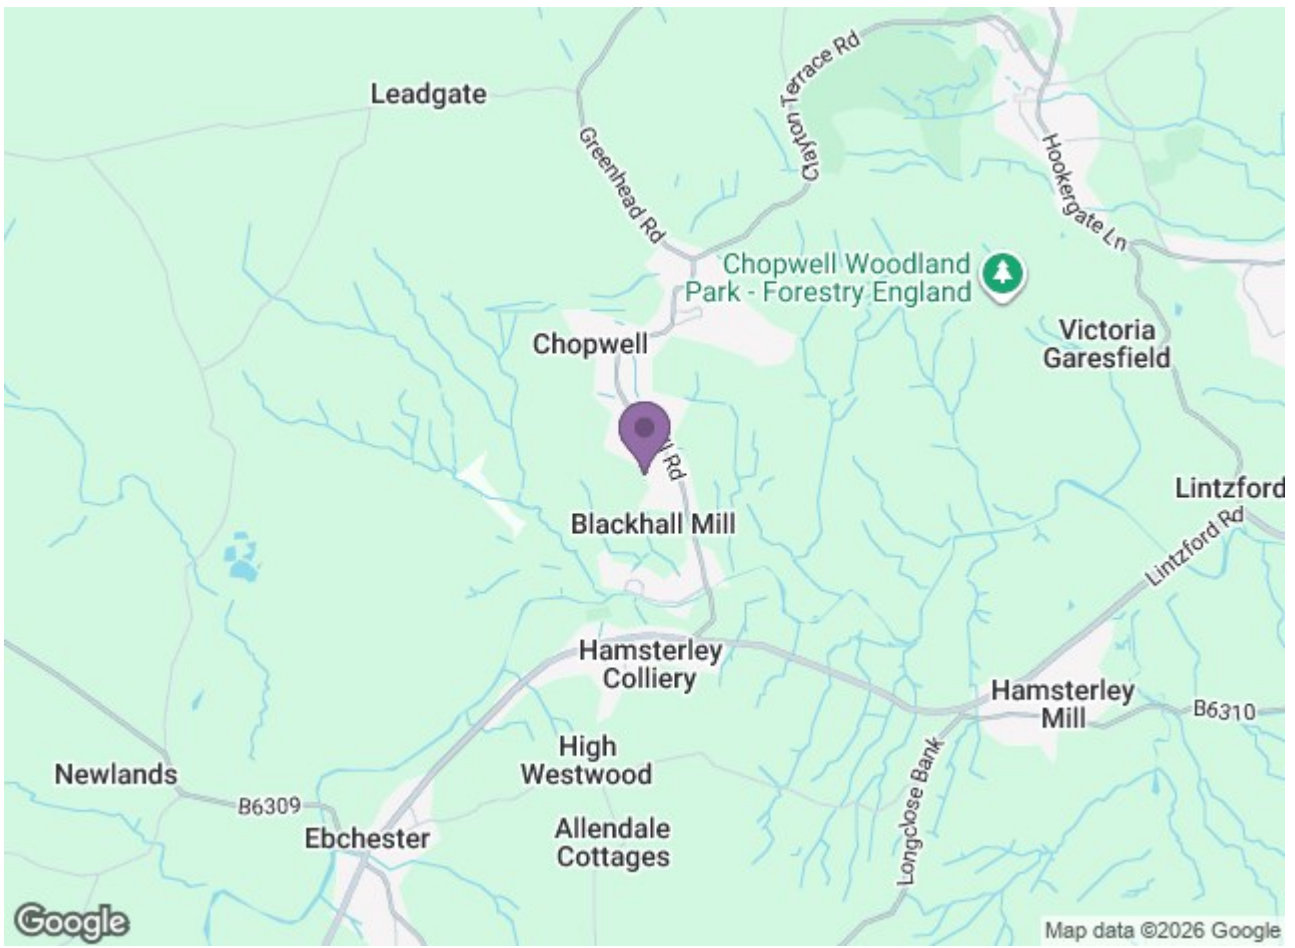 Leadgate
Clayton Terrace Rd
Greenhead Rd
Hookergate Ln
Chopwell Woodland
Park - Forestry England
Chopwell
Victoria
Garesfield
Rd
Lintzford
Blackhall Mill
Lintzford Rd
Hamsterley
Colliery
Hamsterley
Mill
B6310
High
Westwood
Longclose Bank
Newlands
B6309
Ebchester
Allendale
Cottages
Google
Map data ©2026 Google